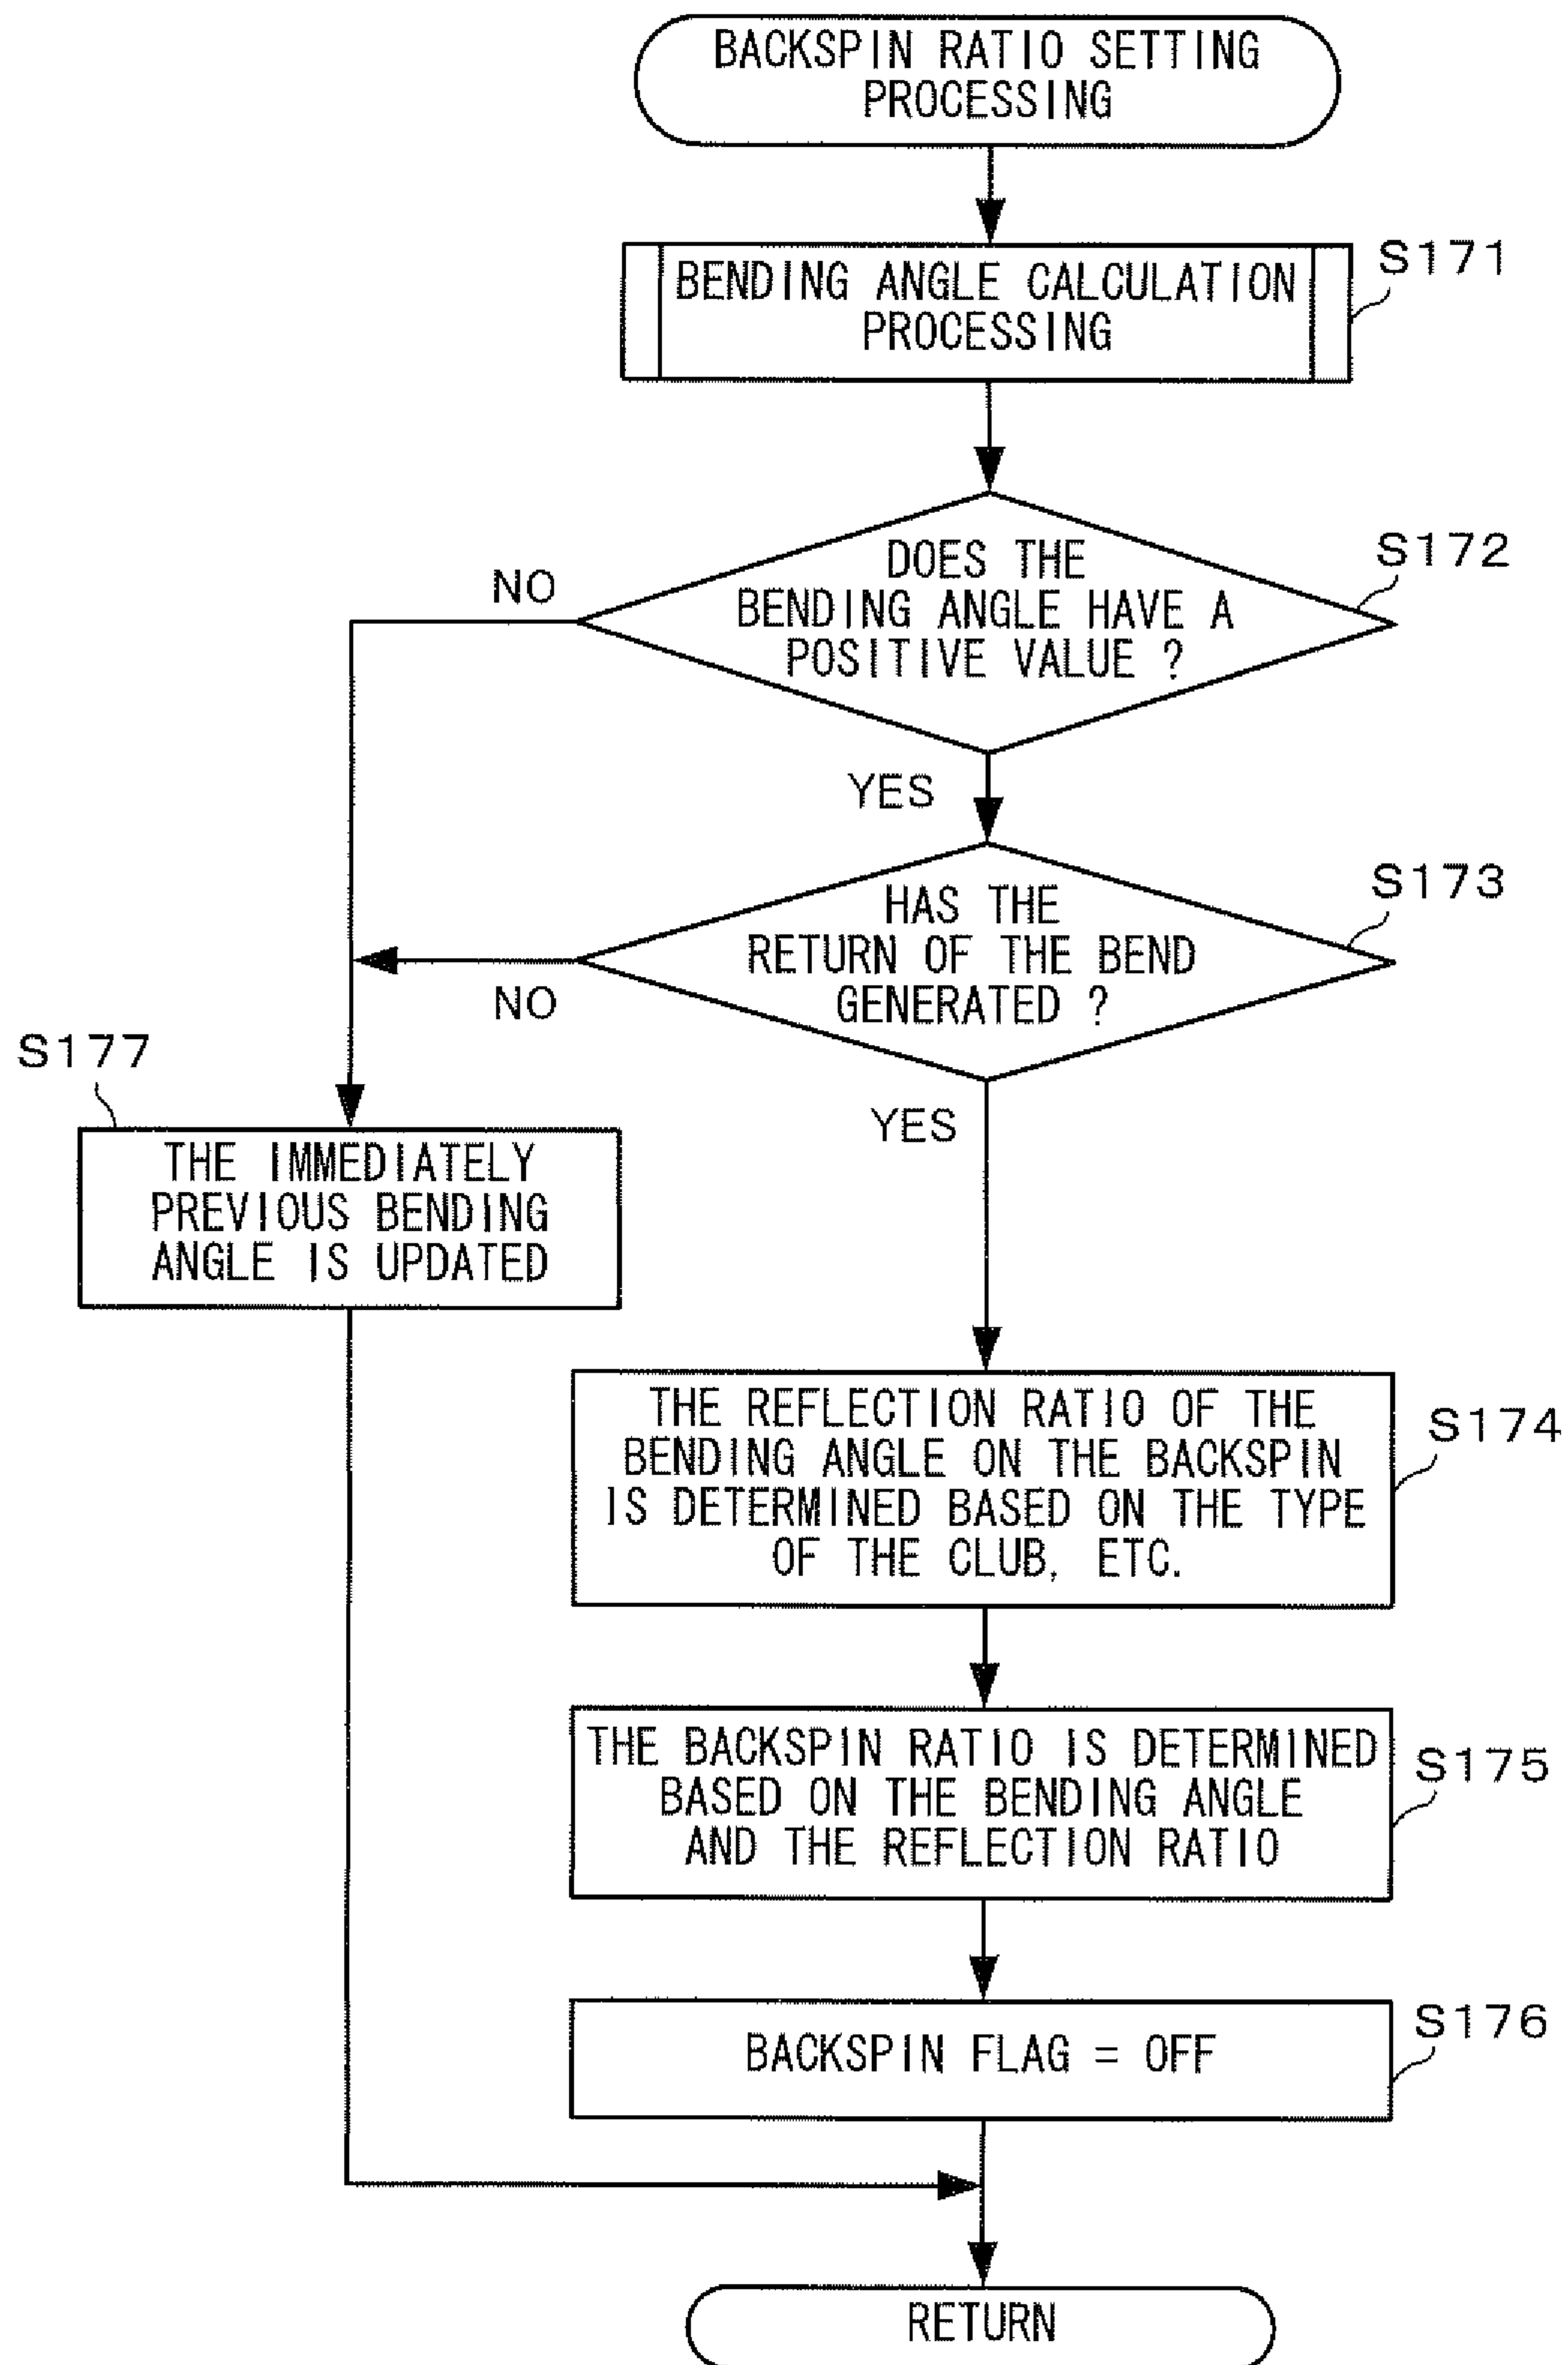 BACKSPIN RATIO SETTING
PROCESSING
BENDING ANGLE CALCULATION
PROCESSING
S171
DOES THE
BENDING ANGLE HAVE A
POSITIVE VALUE ?
S172
NO
YES
HAS THE
RETURN OF THE BEND
GENERATED ?
S173
NO
YES
S177
THE IMMEDIATELY
PREVIOUS BENDING
ANGLE IS UPDATED
THE REFLECTION RATIO OF THE
BENDING ANGLE ON THE BACKSPIN
IS DETERMINED BASED ON THE TYPE
OF THE CLUB, ETC.
S174
THE BACKSPIN RATIO IS DETERMINED
BASED ON THE BENDING ANGLE
AND THE REFLECTION RATIO
S175
BACKSPIN FLAG = OFF
S176
RETURN